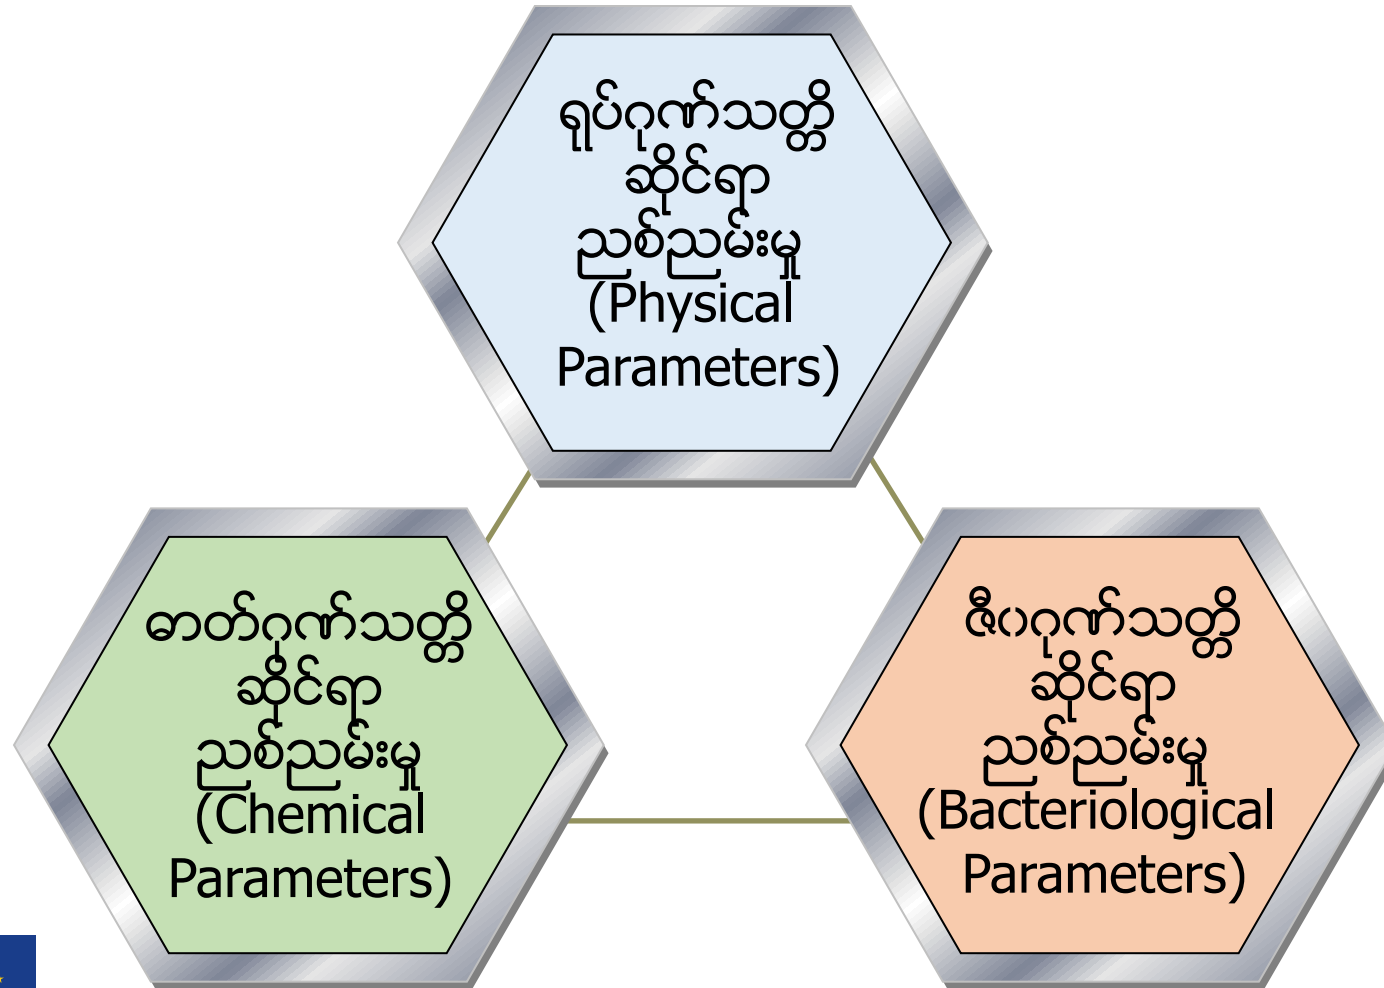 ရုပ်ဂုဏ်သတ္တိ
ဆိုင်ရာ
ညစ်ညမ်းမှု
(Physical
Parameters)
ဓာတ်ဂုဏ်သတ္တိ
ဆိုင်ရာ
ညစ်ညမ်းမှု
(Chemical
Parameters)
ဇီဝဂုဏ်သတ္တိ
ဆိုင်ရာ
ညစ်ညမ်းမှု
(Bacteriological
Parameters)